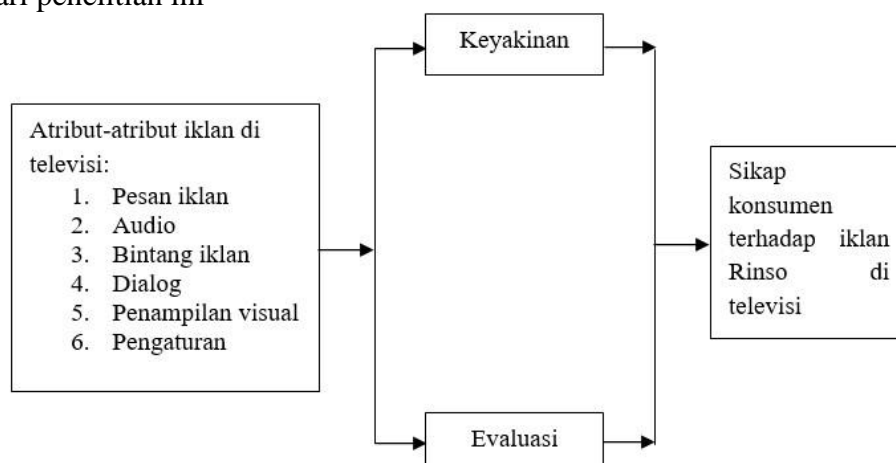 ari penelitian ini
Keyakinan
Atribut-atribut iklan di
televisi:
1. Pesan iklan
2. Audio
3. Bintang iklan
4. Dialog
5. Penampilan visual
6. Pengaturan
Sikap
konsumen
terhadap iklan
Rinso di
televisi
Evaluasi